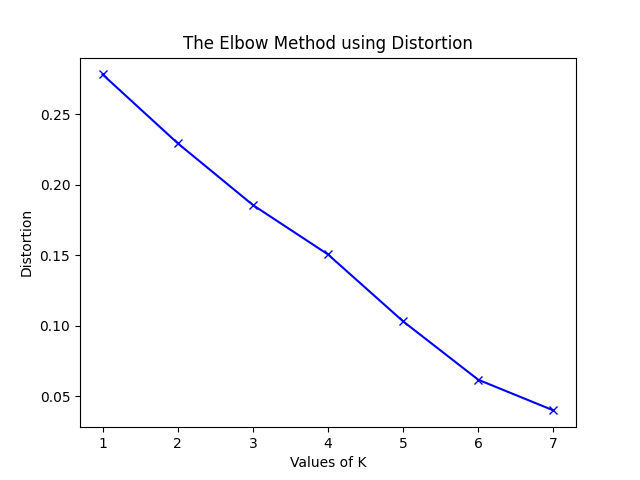 The Elbow Method using Distortion
0.25
0.20
0.15
0.10
0.05
Distortion
1 2 3 4 5 6 7
Values of K